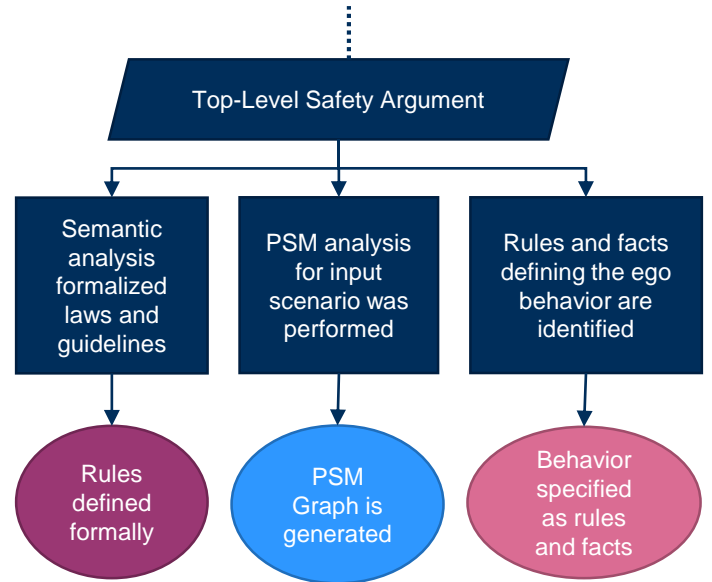 Top-Level Safety Argument
Semantic
analysis
formalized
laws and
guidelines
PSM analysis
for input
scenario was
performed
Rules and facts
defining the ego
behavior are
identified
Rules
defined
formally
PSM
Graph is
generated
Behavior
specified
as rules
and facts